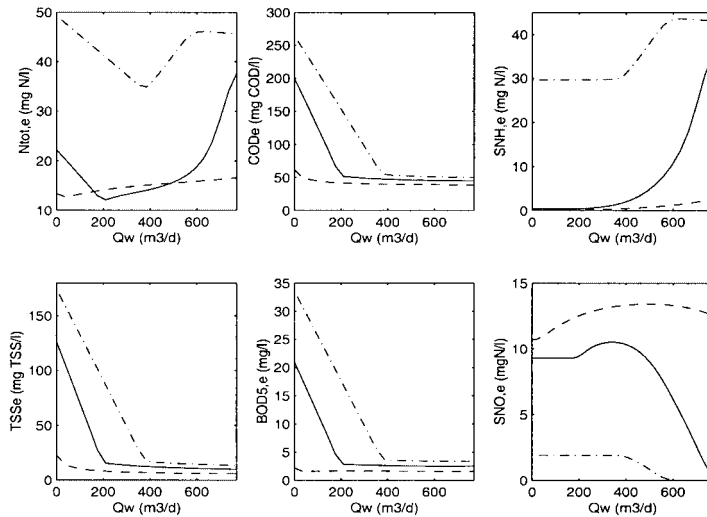 50
40
30
20
10
Ntot,e (mg N/l)
0 200 400 600
Qw (m3/d)
300
250
200
150
100
50
0
CODe (mg COD/l)
0 200 400 600
Qw (m3/d)
40
30
20
10
0
SNH,e (mg N/l)
0 200 400 600
Qw (m3/d)
150
100
50
0
TSSe (mg TSS/l)
0 200 400 600
Qw (m3/d)
35
30
25
20
15
10
5
0
BOD5,e (mg/l)
0 200 400 600
Qw (m3/d)
15
10
5
0
SNO,e (mgN/l)
0 200 400 600
Qw (m3/d)